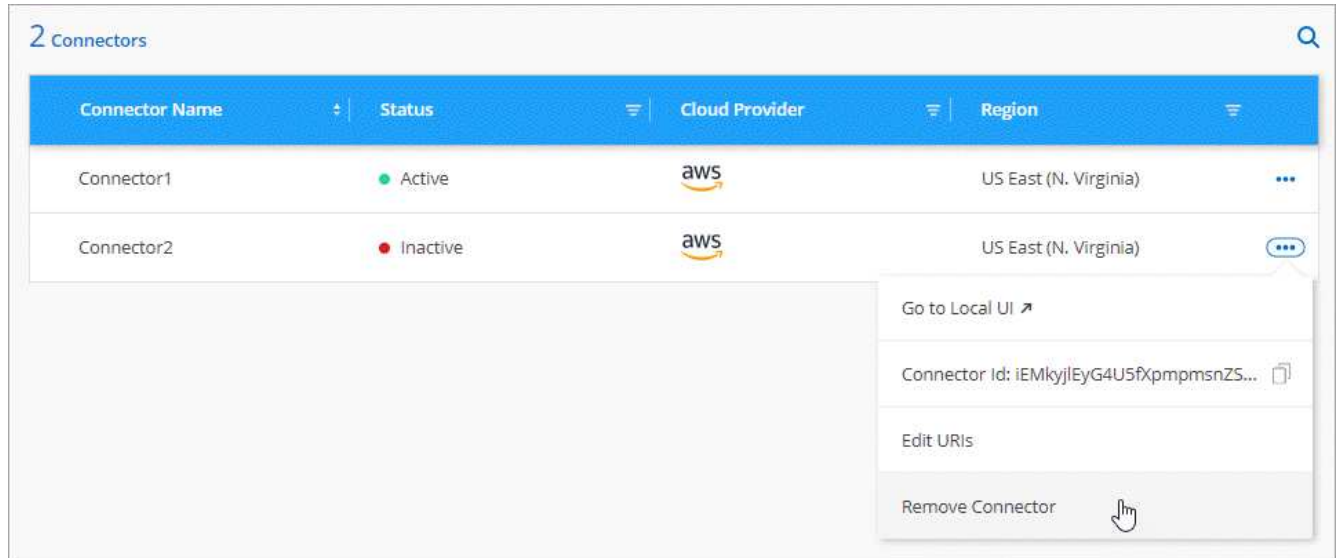 2 Connectors
Connector Name Status Cloud Provider Region
Connector1 Active aws US East (N. Virginia)
Connector2 Inactive aws US East (N. Virginia)
Go to Local UI
Connector Id: iEMkyjlEyG4U5fXpmpmsnZS...
Edit URIs
Remove Connector